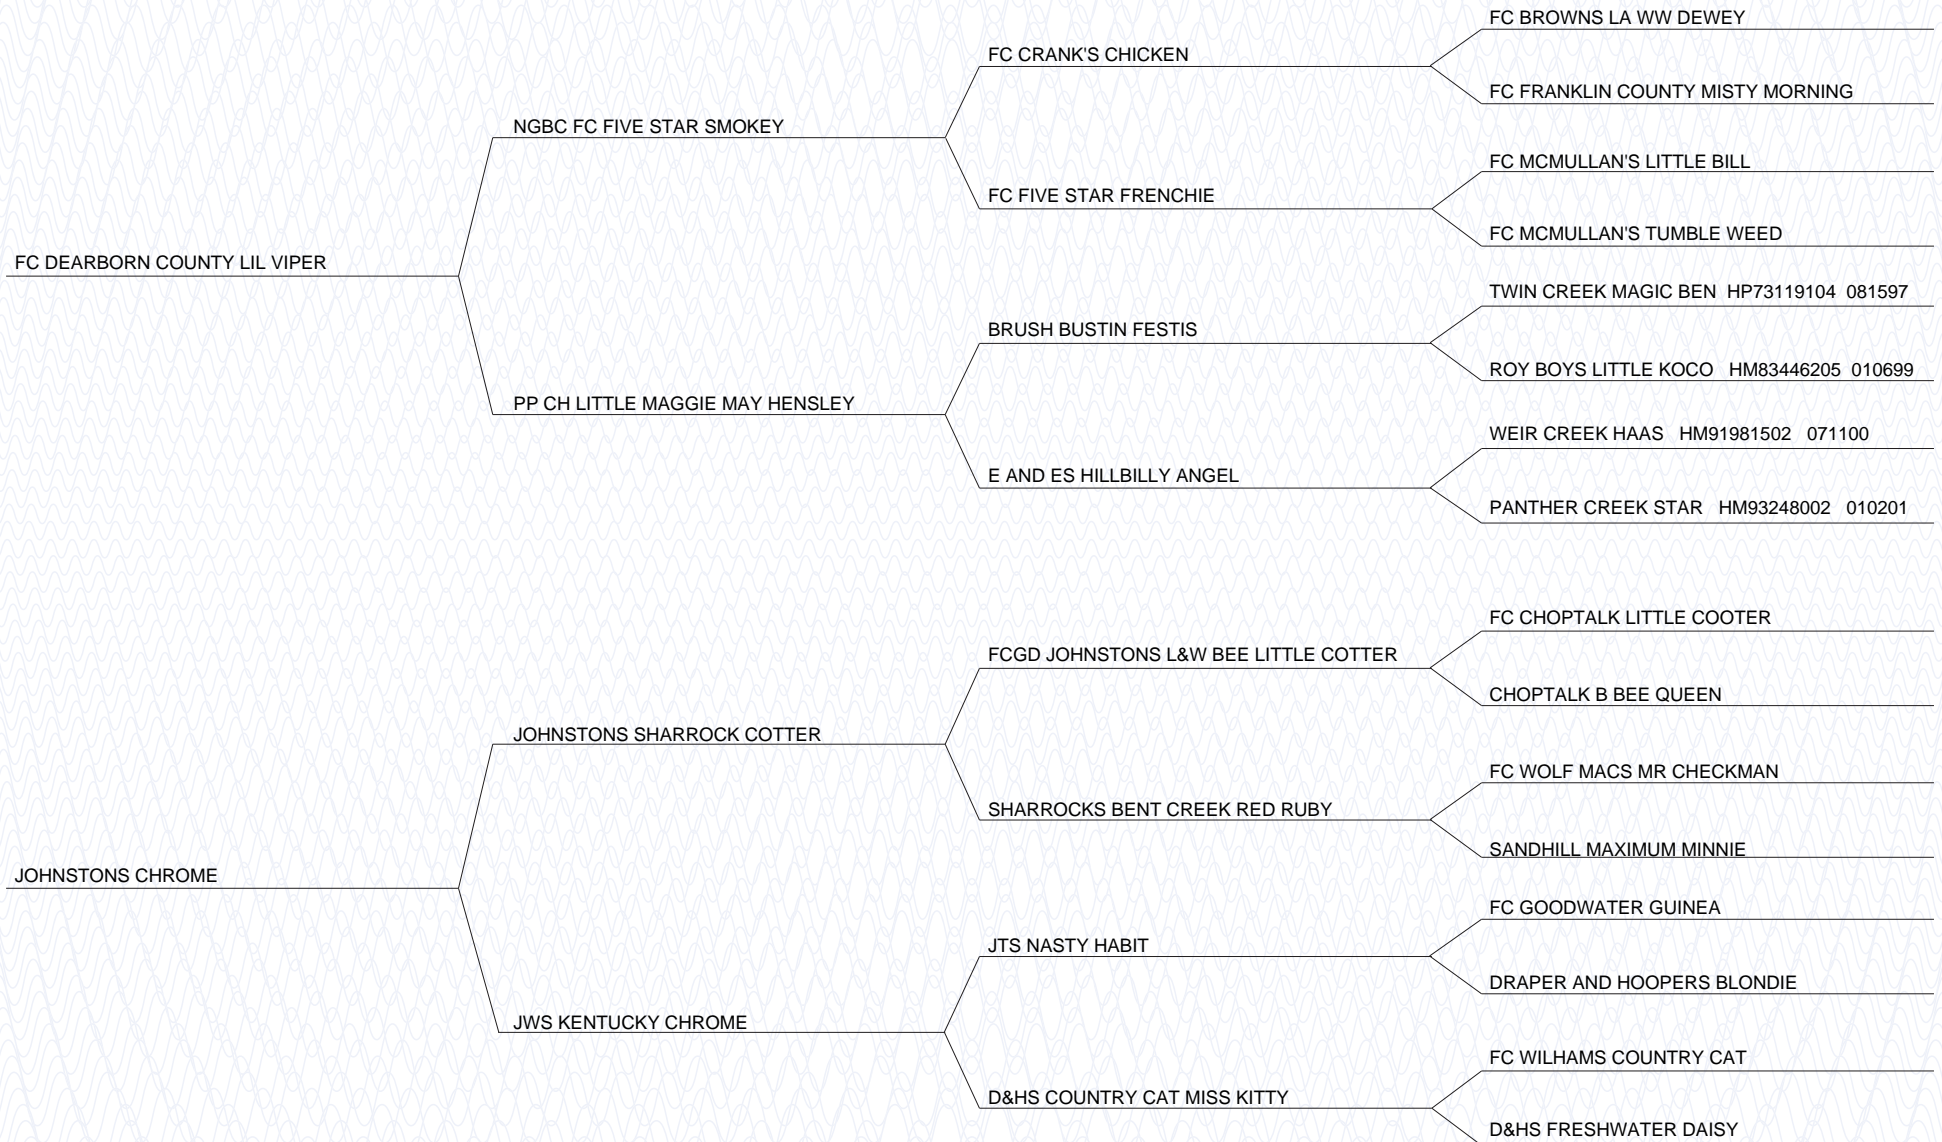 FC BROWNS LA WW DEWEY
FC CRANK'S CHICKEN
FC FRANKLIN COUNTY MISTY MORNING
NGBC FC FIVE STAR SMOKEY
FC MCMULLAN'S LITTLE BILL
FC FIVE STAR FRENCHIE
FC MCMULLAN'S TUMBLE WEED
FC DEARBORN COUNTY LIL VIPER
TWIN CREEK MAGIC BEN HP73119104 081597
BRUSH BUSTIN FESTIS
ROY BOYS LITTLE KOCO HM83446205 010699
PP CH LITTLE MAGGIE MAY HENSLEY
WEIR CREEK HAAS HM91981502 071100
E AND ES HILLBILLY ANGEL
PANTHER CREEK STAR HM93248002 010201
FC CHOPTALK LITTLE COOTER
FCGD JOHNSTONS L&W BEE LITTLE COTTER
CHOPTALK B BEE QUEEN
JOHNSTONS SHARROCK COTTER
FC WOLF MACS MR CHECKMAN
SHARROCKS BENT CREEK RED RUBY
SANDHILL MAXIMUM MINNIE
JOHNSTONS CHROME
FC GOODWATER GUINEA
JTS NASTY HABIT
DRAPER AND HOOPERS BLONDIE
JWS KENTUCKY CHROME
FC WILHAMS COUNTRY CAT
D&HS COUNTRY CAT MISS KITTY
D&HS FRESHWATER DAISY